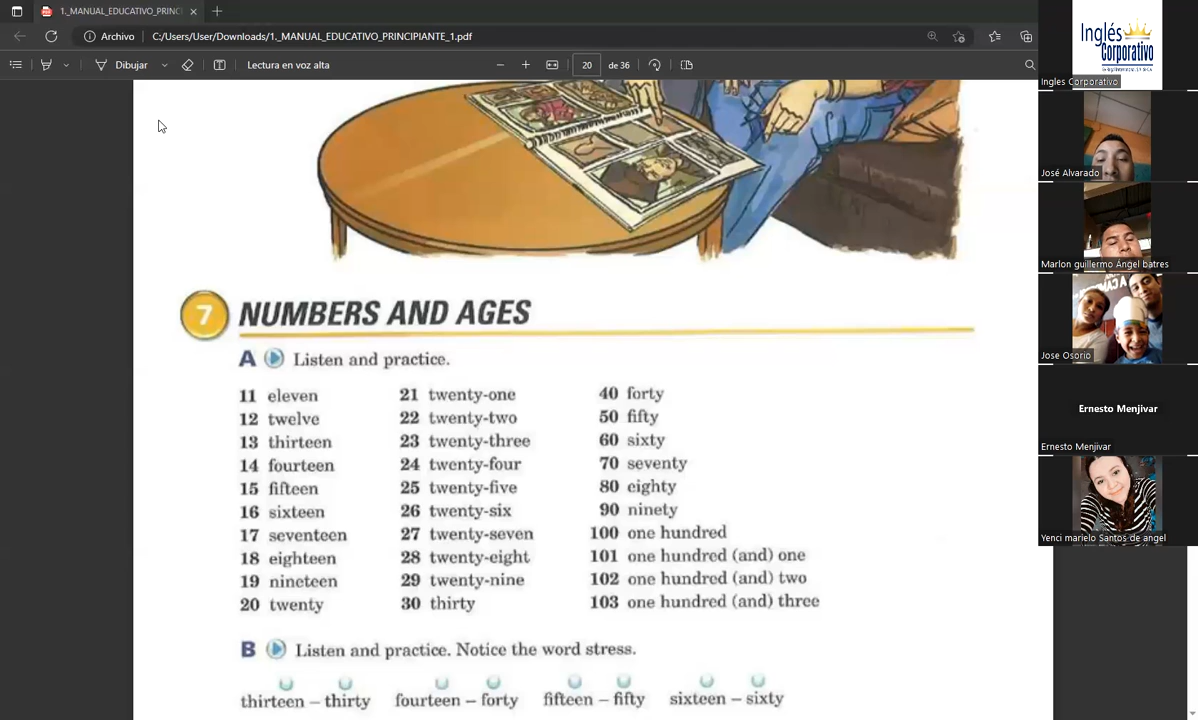 1._MANUAL_EDUCATIVO_PRINC
Archivo
C:/Users/User/Downloads/1._MANUAL_EDUCATIVO_PRINCIPIANTE_1.pdf
Dibujar
Lectura en voz alta
20 de 36
7 NUMBERS AND AGES
A Listen and practice.
11 eleven
12 twelve
13 thirteen
14 fourteen
15 fifteen
16 sixteen
17 seventeen
18 eighteen
19 nineteen
20 twenty
21 twenty-one
22 twenty-two
23 twenty-three
24 twenty-four
25 twenty-five
26 twenty-six
27 twenty-seven
28 twenty-eight
29 twenty-nine
30 thirty
40 forty
50 fifty
60 sixty
70 seventy
80 eighty
90 ninety
100 one hundred
101 one hundred (and) one
102 one hundred (and) two
103 one hundred (and) three
B Listen and practice. Notice the word stress.
thirteen – thirty fourteen – forty fifteen – fifty sixteen – sixty
Inglés
Corporativo
Ingles Corporativo
José Alvarado
Marlon guillermo Ángel batres
Jose Osorio
Ernesto Menjivar
Ernesto Menjivar
Yenci marielo Santos de angel